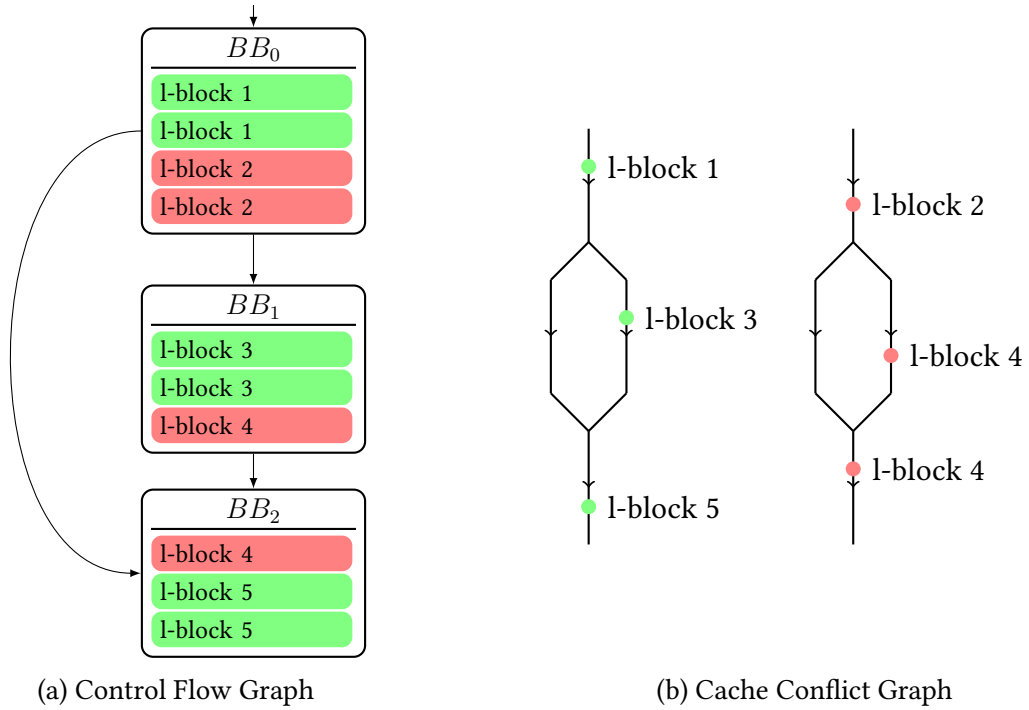 BB₀
l-block 1
l-block 1
l-block 2
l-block 2
BB₁
l-block 3
l-block 3
l-block 4
BB₂
l-block 4
l-block 5
l-block 5
(a) Control Flow Graph
l-block 1
l-block 3
l-block 5
l-block 2
l-block 4
l-block 4
(b) Cache Conflict Graph